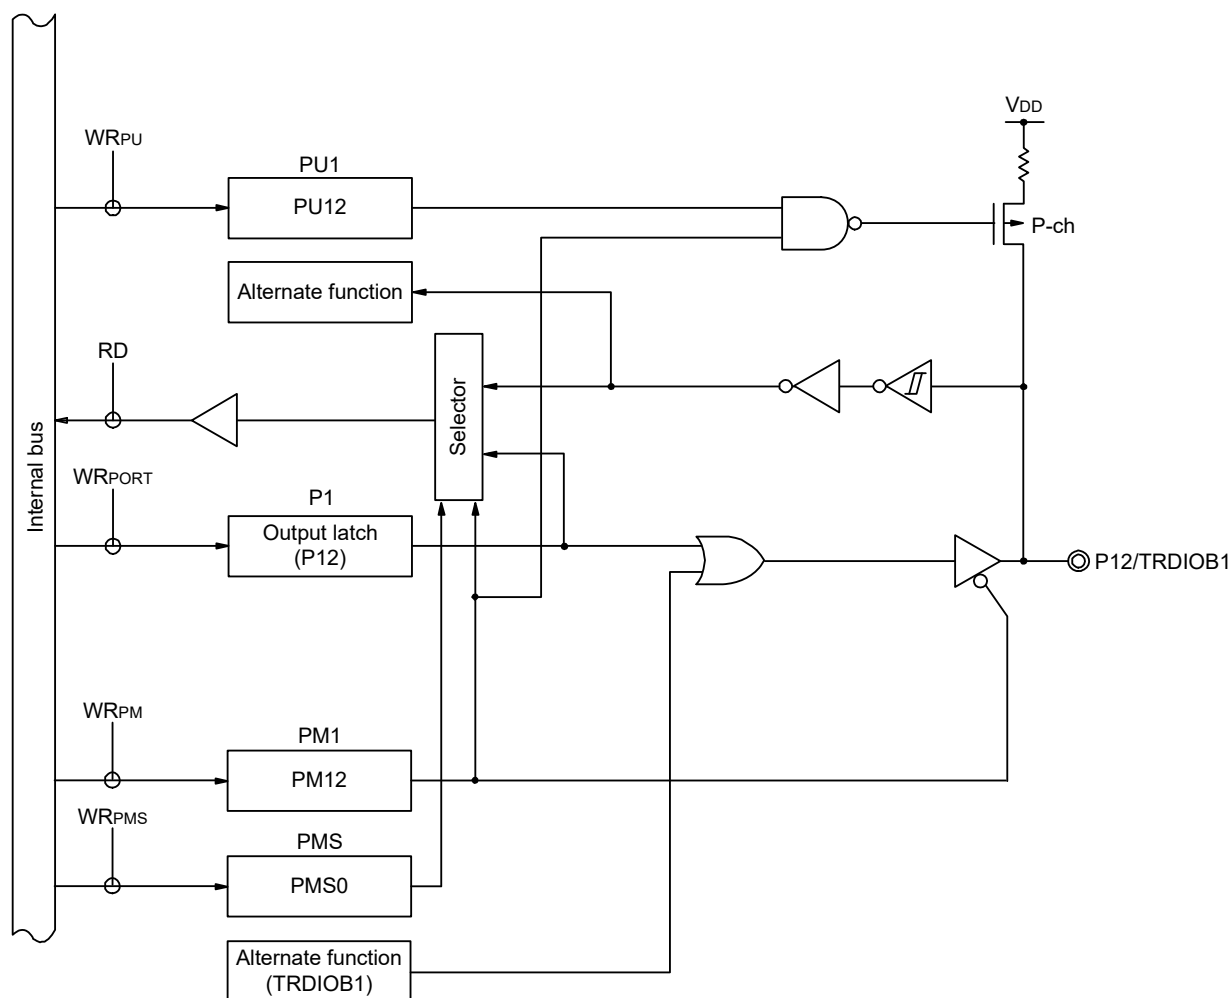 VDD
WRPU
PU1
PU12
P-ch
Alternate function
RD
Selector
Internal bus
WRPORT
P1
Output latch
(P12)
P12/TRDIOB1
WRPM
PM1
PM12
WRPMS
PMS
PMS0
Alternate function
(TRDIOB1)